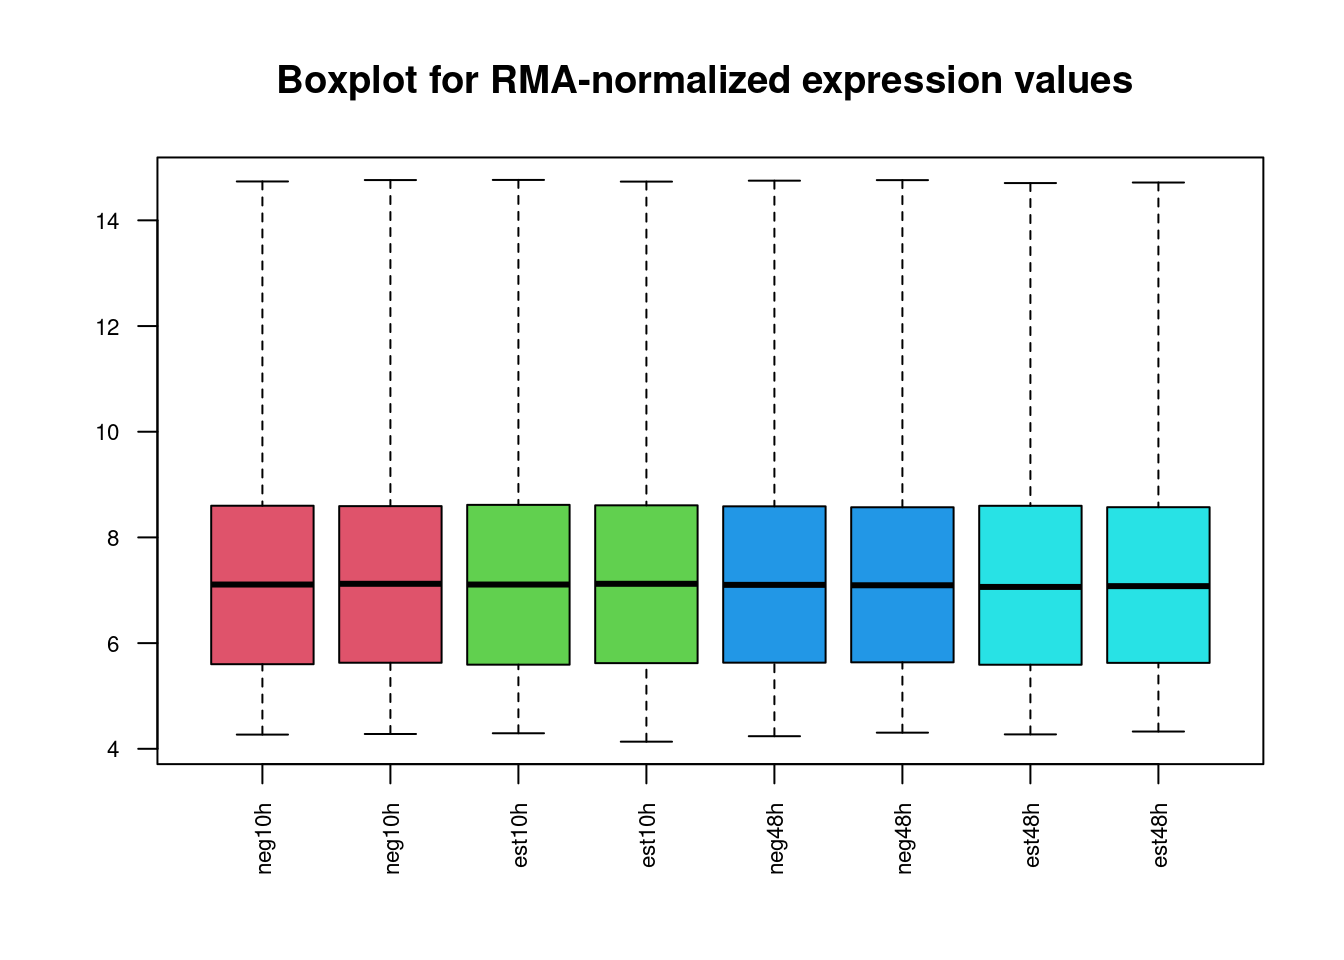 Boxplot for RMA-normalized expression values
14
12
10
8
6
4
neg10h
neg10h
est10h
est10h
neg48h
neg48h
est48h
est48h